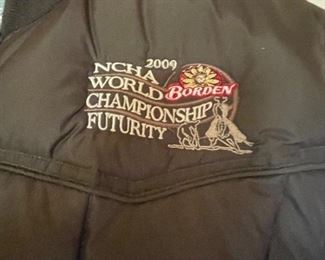 2009
NCHA
WORLD BORDEN
CHAMPIONSHIP
FUTURITY